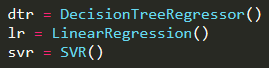 dtr = DecisionTreeRegressor()
lr = LinearRegression()
svr = SVR()